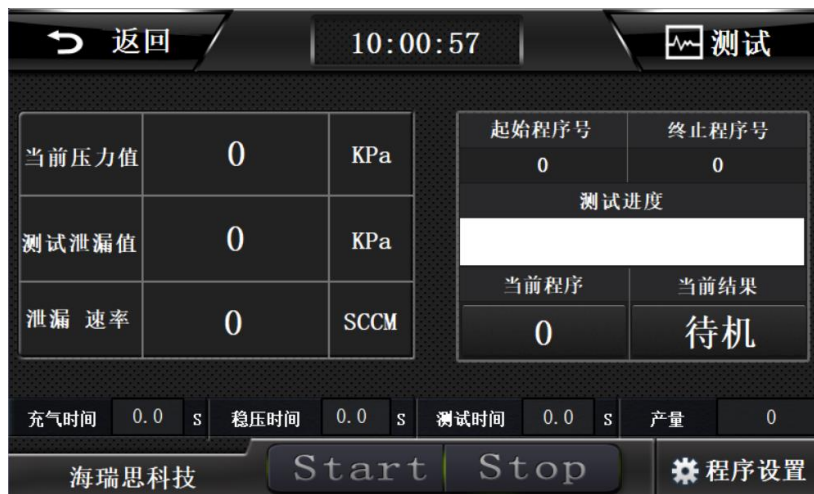 返回 10:00:57 测试
起始程序号 终止程序号
当前压力值 0 KPa 0 0
测试进度
测试泄漏值 0 KPa
当前程序 当前结果
泄漏 速率 0 SCCM 0 待机
充气时间 0.0 S 稳压时间 0.0 S 测试时间 0.0 S 产量 0
海瑞思科技 Start Stop 程序设置